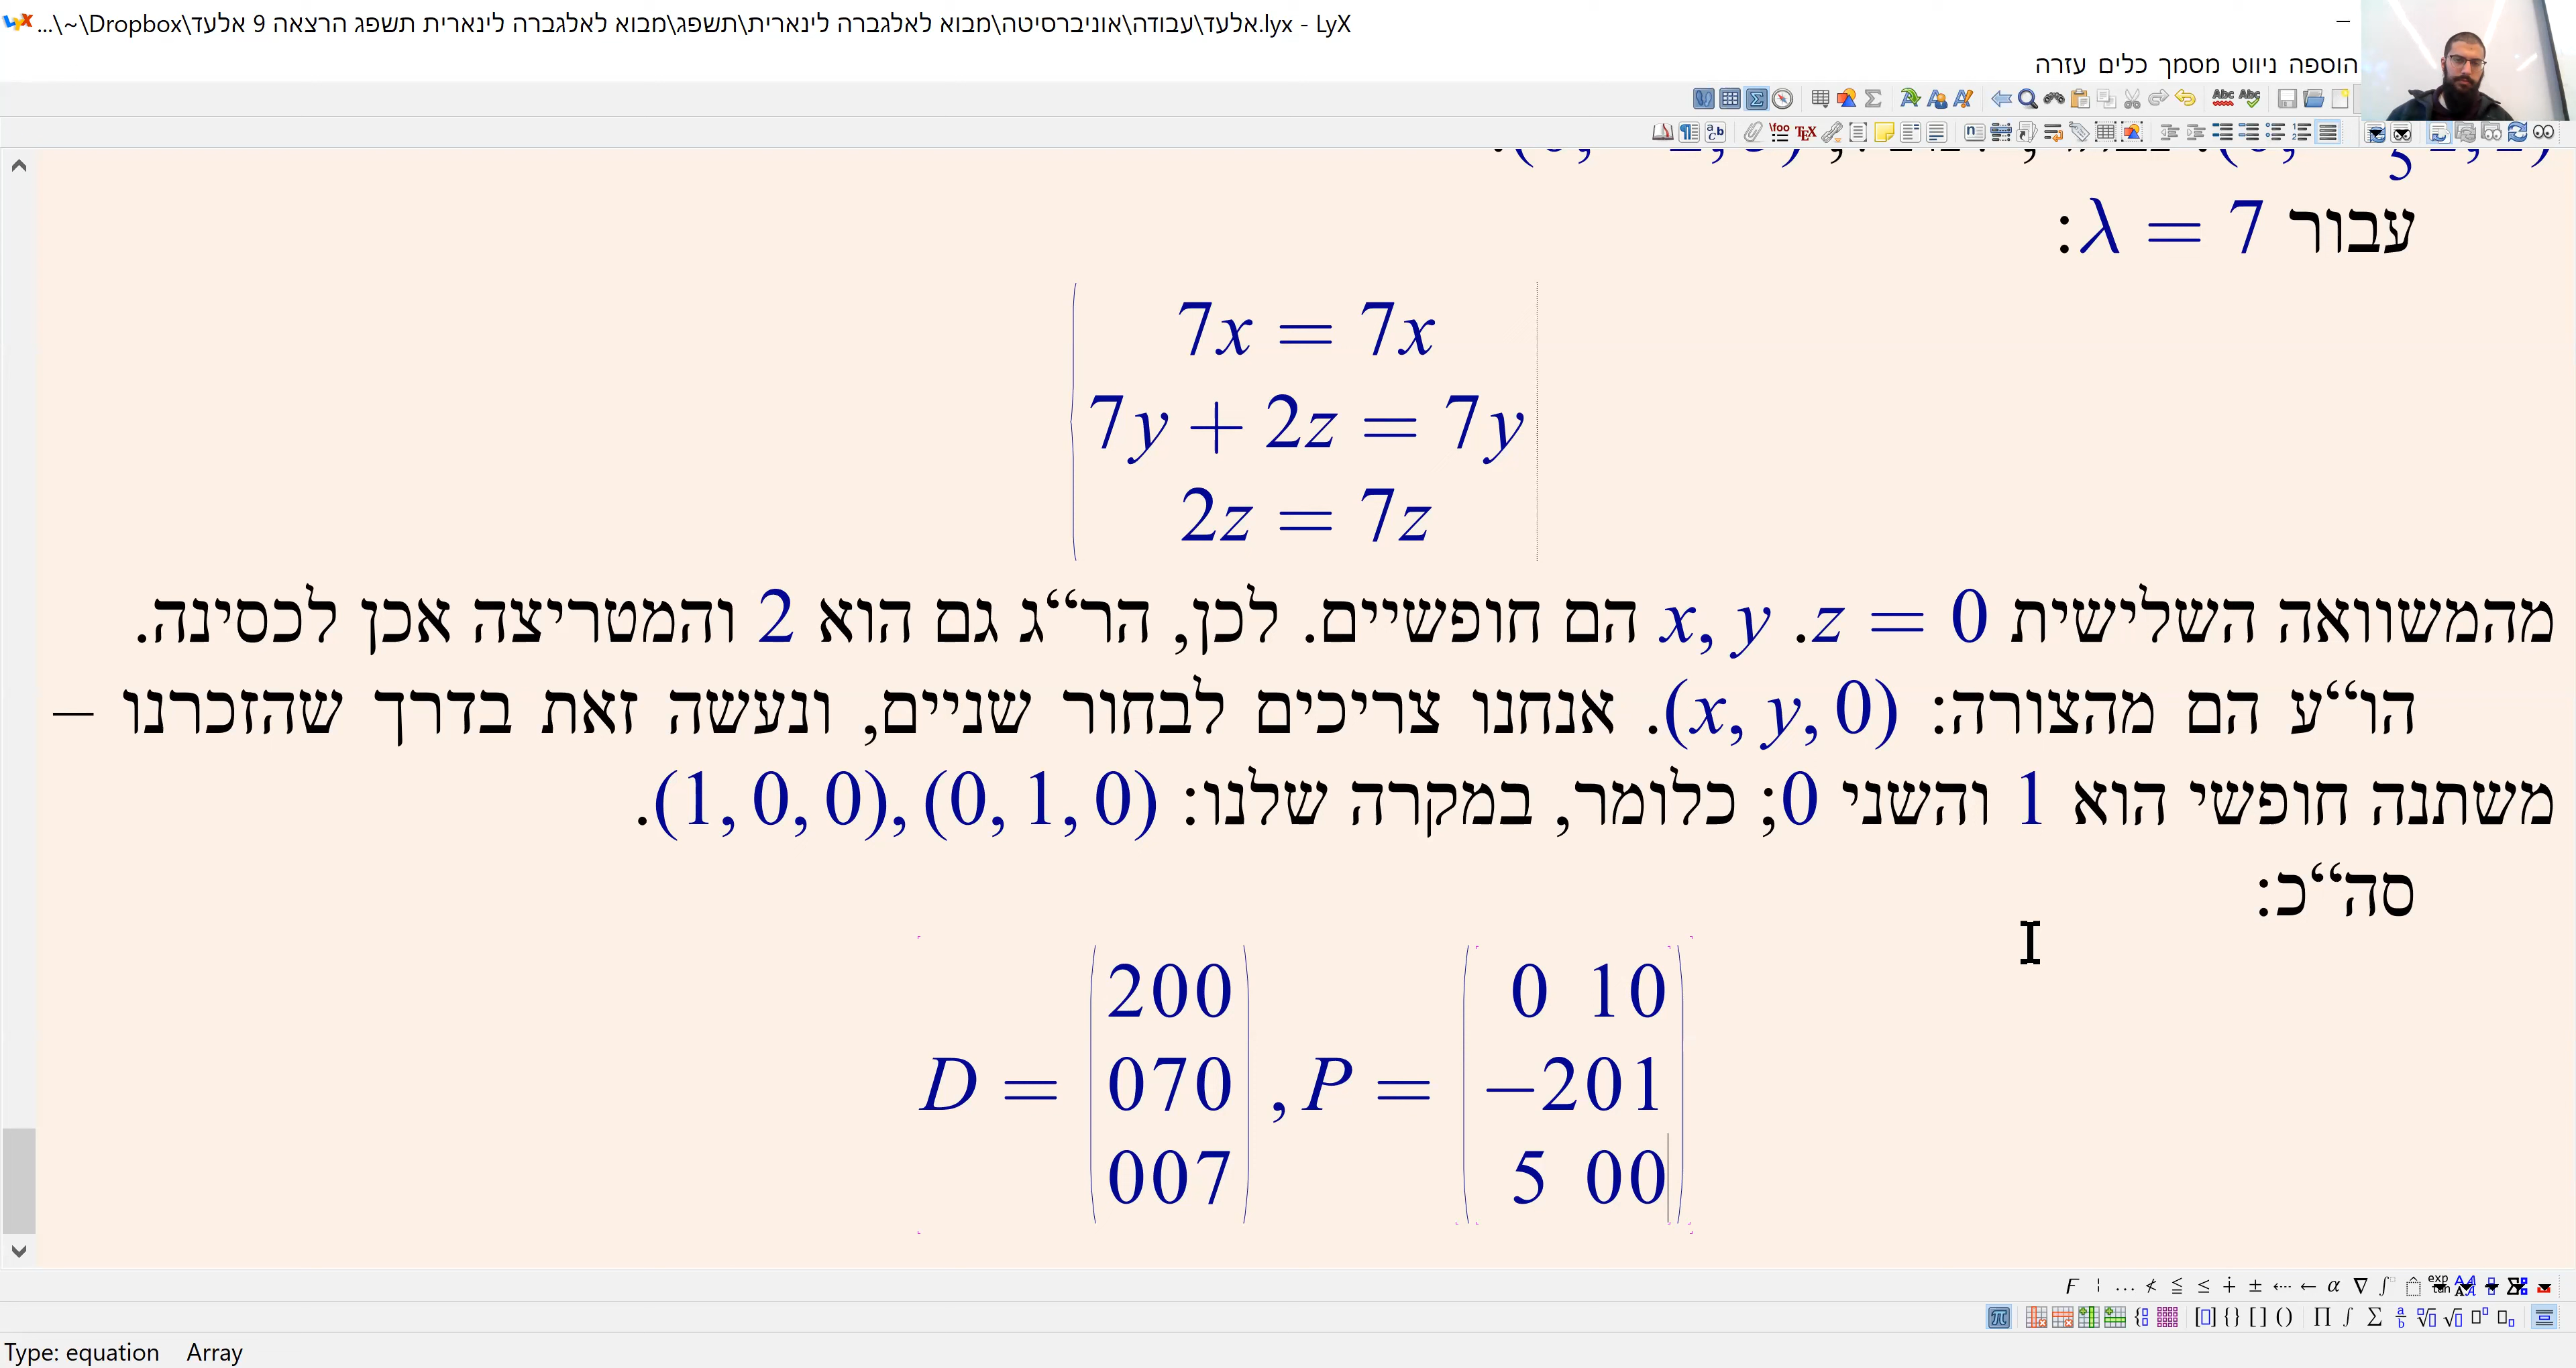 ...\~\Dropbox\אלעד\עבודה\אוניברסיטה\מבוא לאלגברה לינארית\תשפג\מבוא לאלגברה לינארית תשפג הרצאה 9 אלעד.lyx - LyX
הוספה ניווט מסמך כלים עזרה
עבור λ = 7:
7x = 7x
7y + 2z = 7y
2z = 7z
מהמשוואה השלישית z = 0. x, y הם חופשיים. לכן, הר“ג גם הוא 2 והמטריצה אכן לכסינה.
הו“ע הם מהצורה: (x, y, 0). אנחנו צריכים לבחור שניים, ונעשה זאת בדרך שהזכרנו –
משתנה חופשי הוא 1 והשני 0; כלומר, במקרה שלנו: (1, 0, 0), (0, 1, 0).
סה“כ:
D = (200 070 007), P = (0 10 −201 5 00)
Type: equation Array